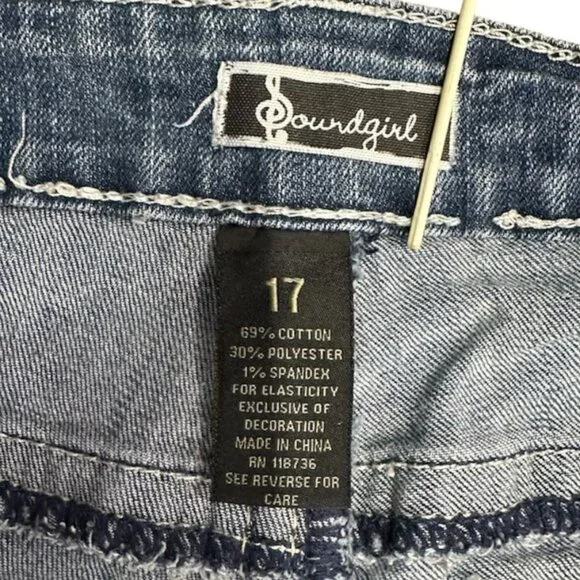 Soundgirl
17
69% COTTON
30% POLYESTER
1% SPANDEX
FOR ELASTICITY
EXCLUSIVE OF
DECORATION
MADE IN CHINA
RN 118736
SEE REVERSE FOR
CARE